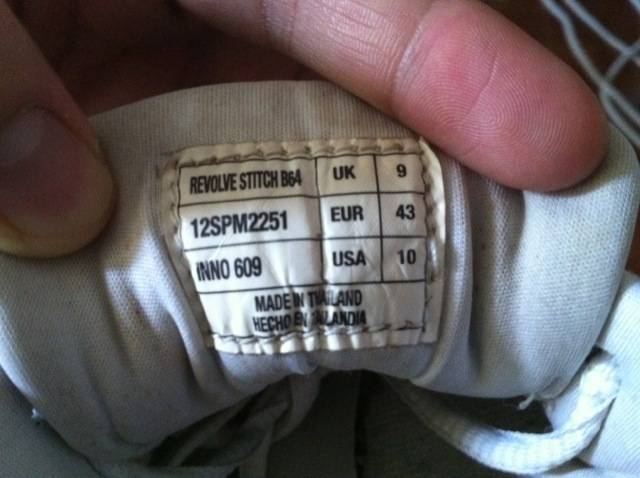 REVOLVE STITCH B64 UK 9
12SPM2251 EUR 43
INNO 609 USA 10
MADE IN THAILAND
HECHO EN TAILANDIA